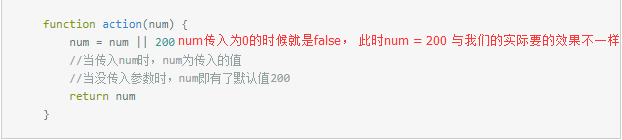 function action(num) {
num = num || 200 num传入为0的时候就是false， 此时num = 200 与我们的实际要的效果不一样
//当传入num时，num为传入的值
//当没传入参数时，num即有了默认值200
return num
}